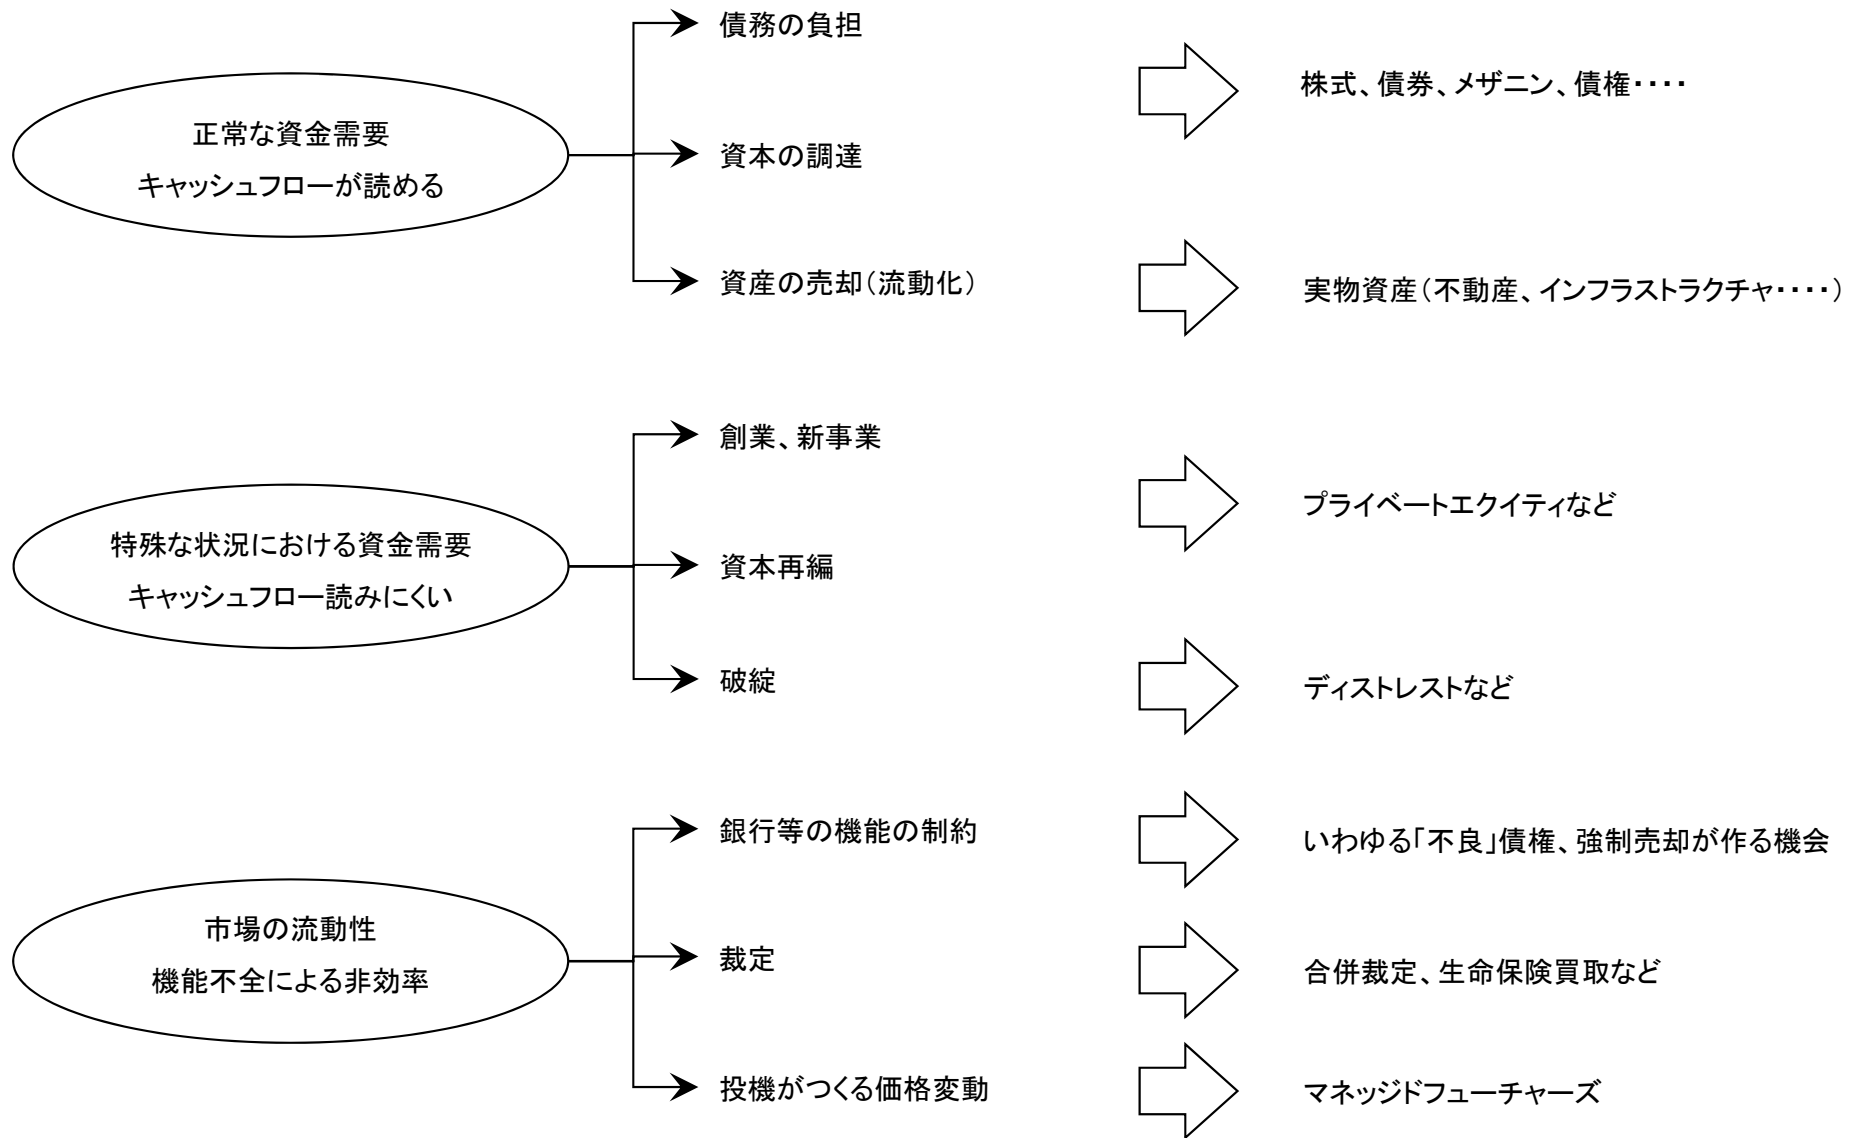 正常な資金需要
キャッシュフローが読める
債務の負担
資本の調達
資産の売却（流動化）
株式、債券、メザニン、債権・・・・
実物資産（不動産、インフラストラクチャ・・・・）
特殊な状況における資金需要
キャッシュフロー読みにくい
創業、新事業
資本再編
破綻
プライベートエクイティなど
ディストレストなど
市場の流動性
機能不全による非効率
銀行等の機能の制約
裁定
投機がつくる価格変動
いわゆる「不良」債権、強制売却が作る機会
合併裁定、生命保険買取など
マネッジドフューチャーズ